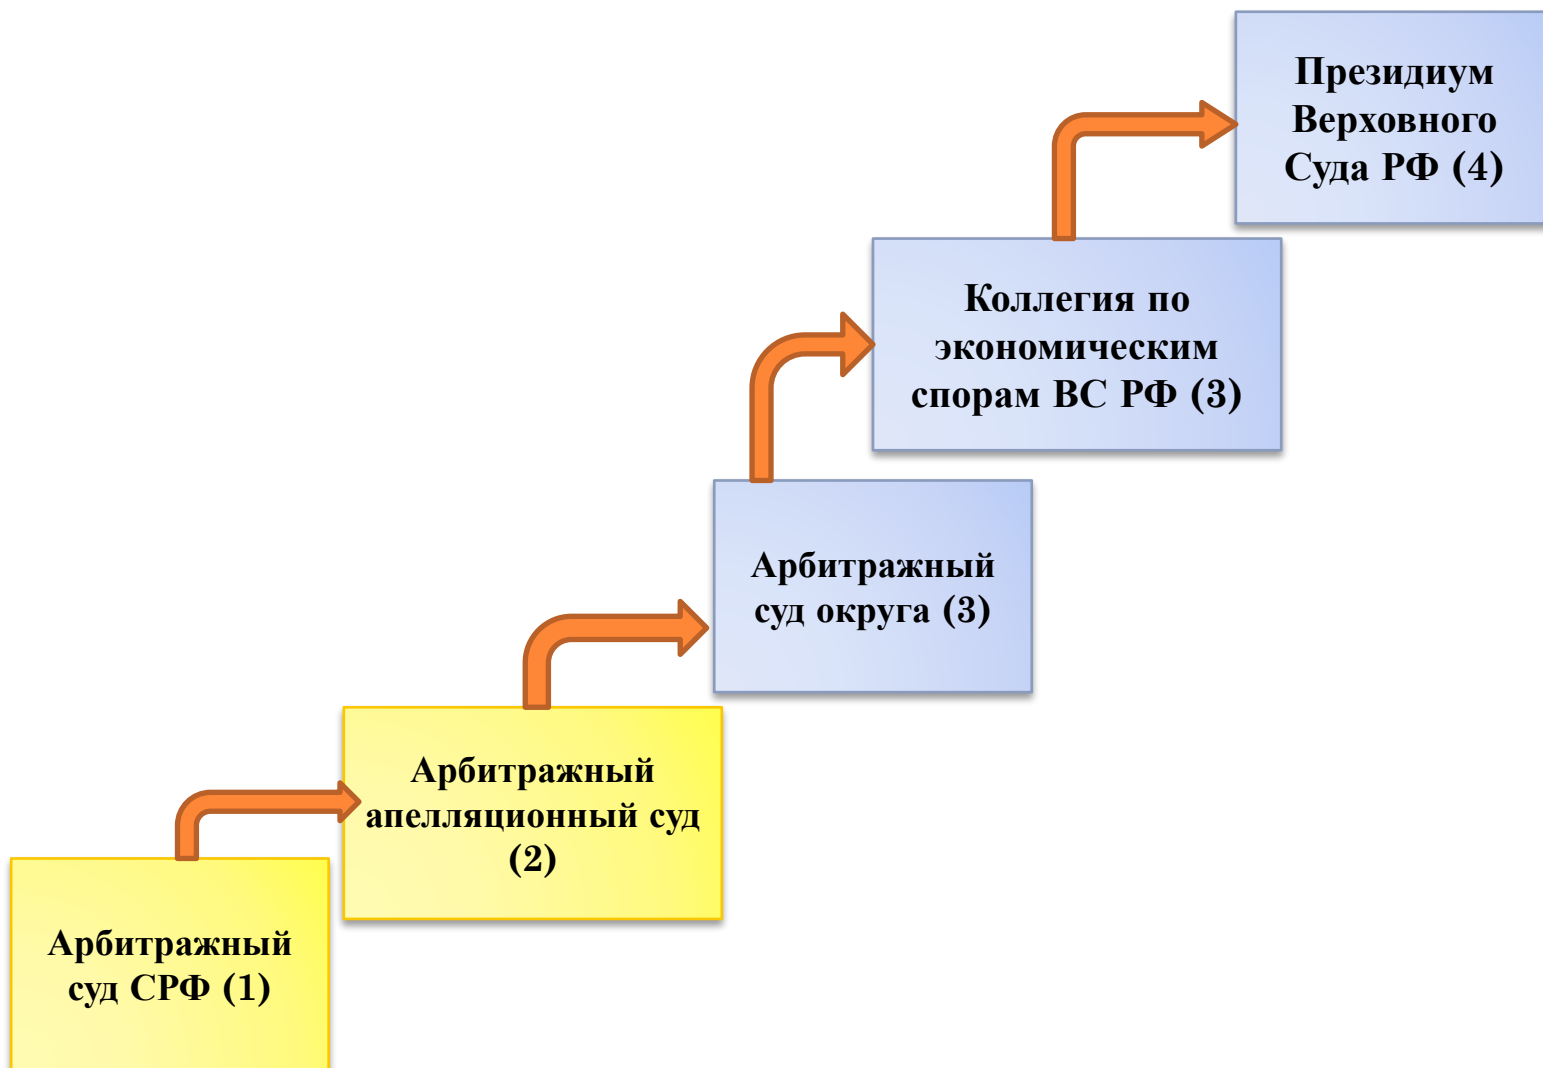 Президиум
Верховного
Суда РФ (4)
Коллегия по
экономическим
спорам ВС РФ (3)
Арбитражный
суд округа (3)
Арбитражный
апелляционный суд
(2)
Арбитражный
суд СРФ (1)